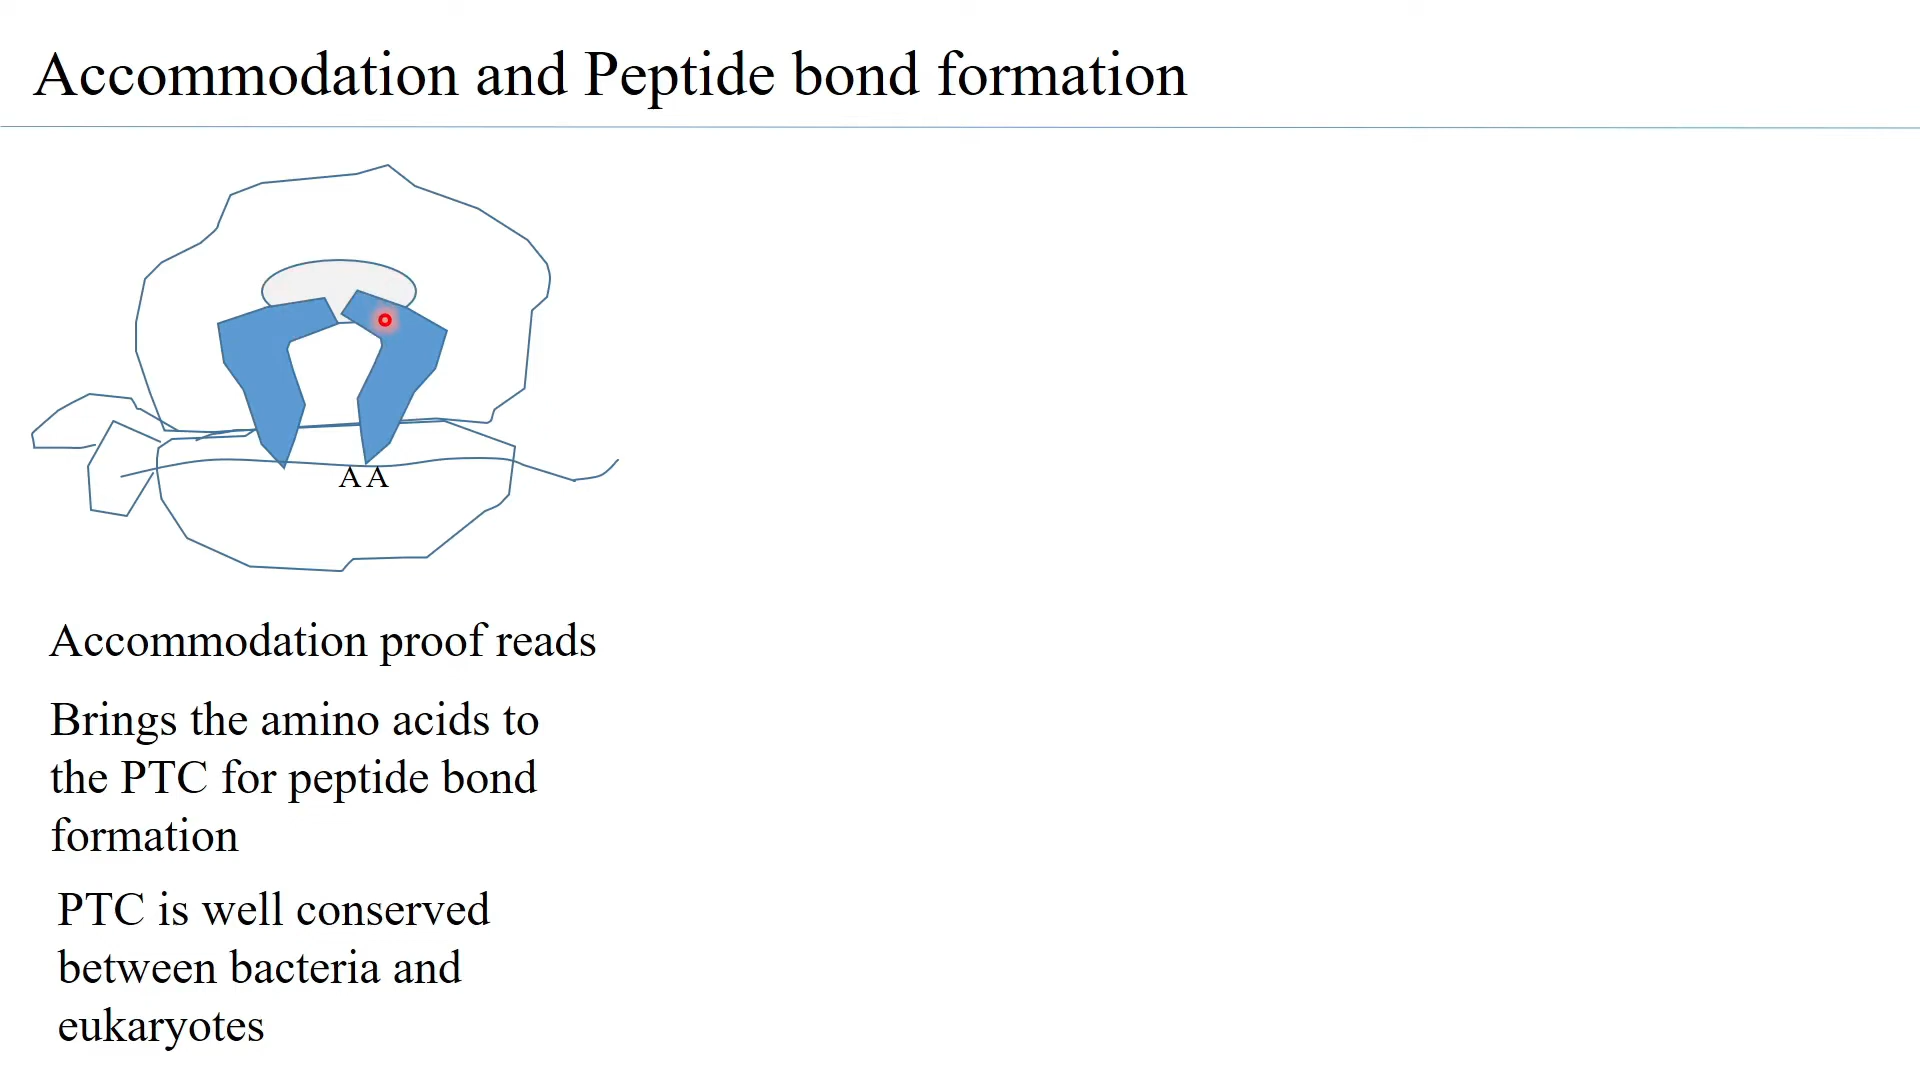 Accommodation and Peptide bond formation
A A
Accommodation proof reads
Brings the amino acids to
the PTC for peptide bond
formation
PTC is well conserved
between bacteria and
eukaryotes